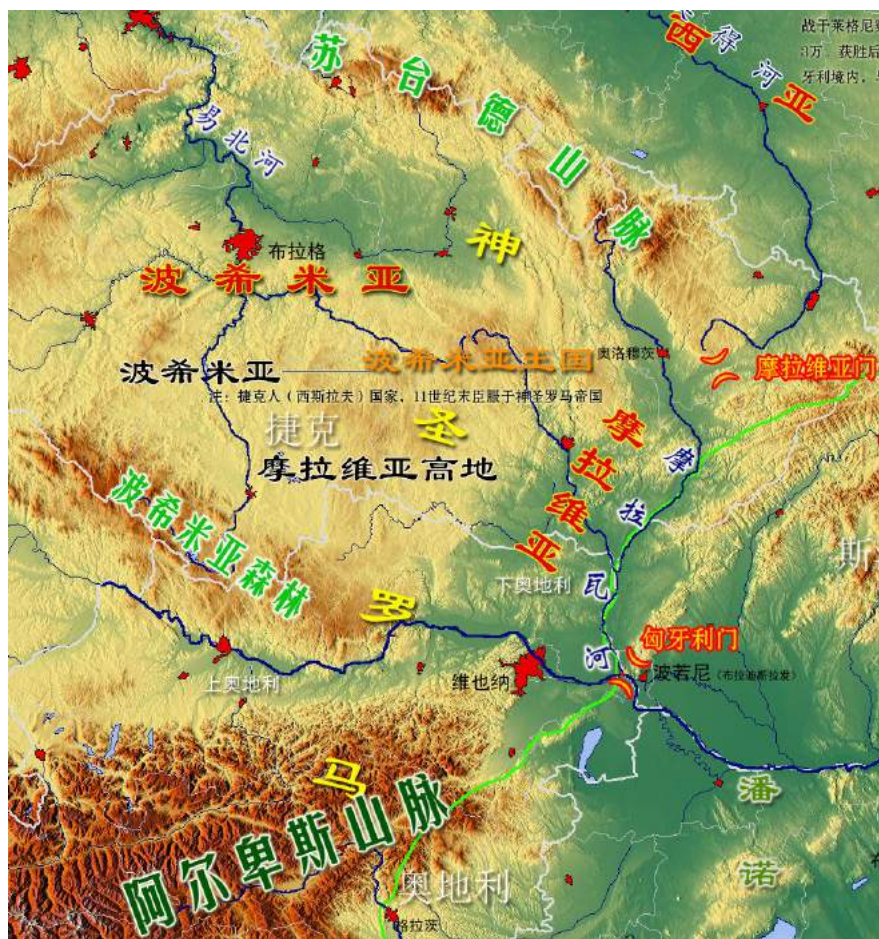 战于莱格尼
3万，获胜后
牙利境内，
西得河亚
苏台德山脉
易北河
神
布拉格
波希米亚
波希米亚
波希米亚王国
奥洛穆茨
摩拉维亚门
注：捷克人（西斯拉夫）国家，11世纪末臣服于神圣罗马帝国
捷克
圣
摩拉维亚高地
摩拉维亚
摩拉瓦河
斯
波希米亚森林
下奥地利
罗
匈牙利门
上奥地利
维也纳
波若尼（布拉迪斯拉发）
马
阿尔卑斯山脉
潘诺
奥地利
格拉茨